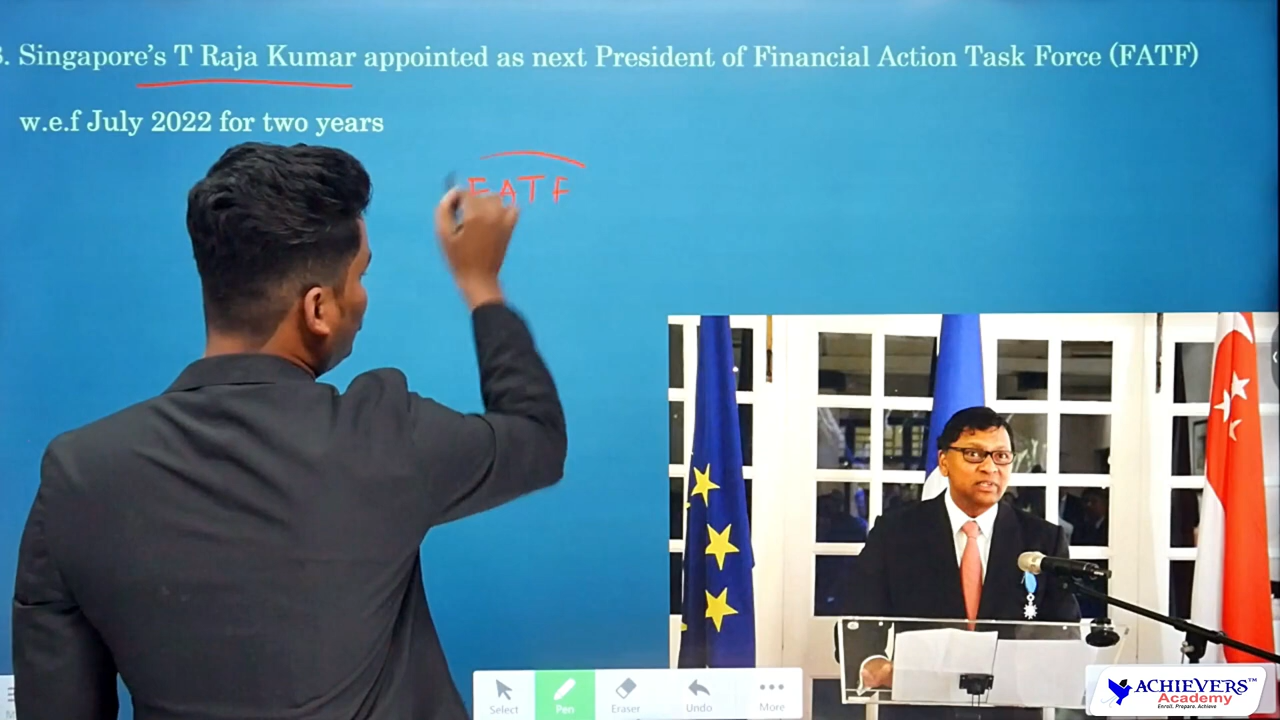 3. Singapore's T Raja Kumar appointed as next President of Financial Action Task Force (FATF)
w.e.f July 2022 for two years
FATF
Select
Pen
Eraser
Undo
More
ACHIEVERS™
Academy
Enroll. Prepare. Achieve